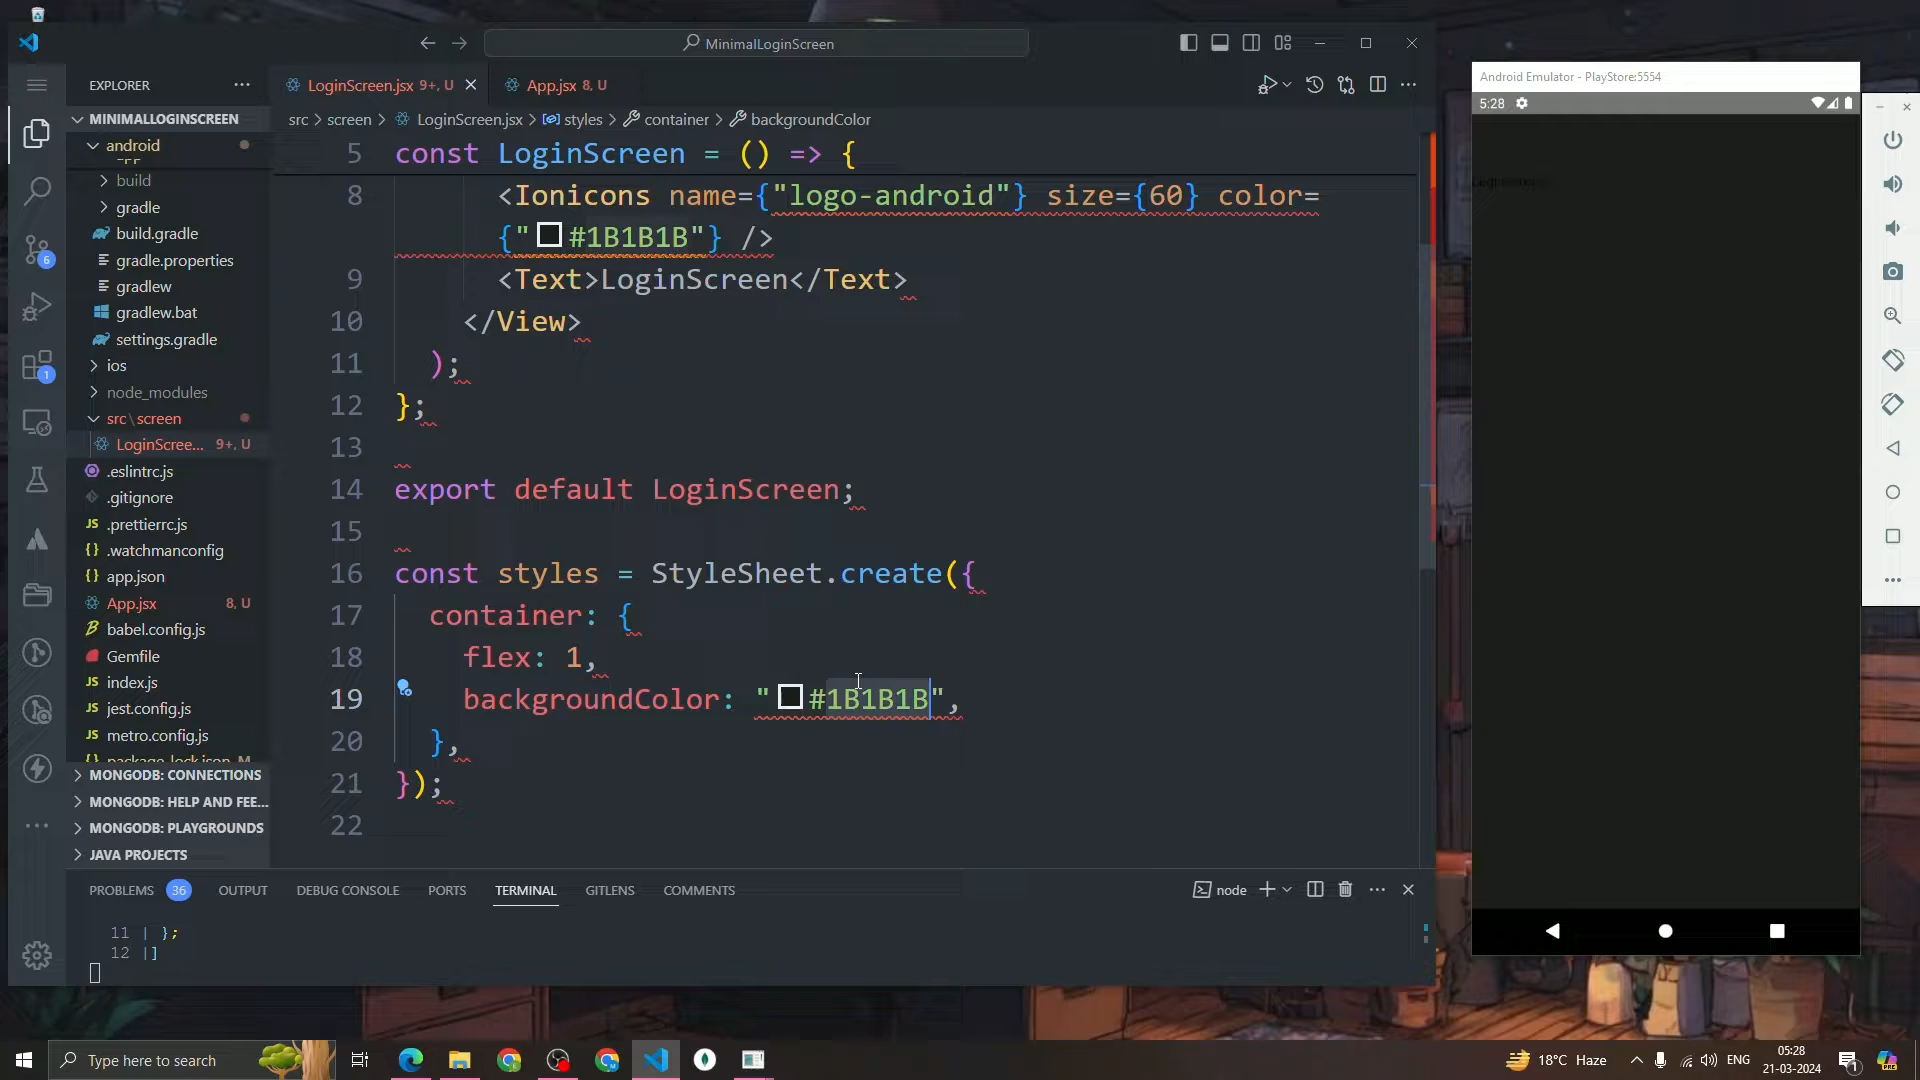 MinimalLoginScreen
EXPLORER
LoginScreen.jsx 9+, U
App.jsx 8, U
MINIMALLOGINSCREEN
src > screen > LoginScreen.jsx > styles > container > backgroundColor
android
build
gradle
build.gradle
gradle.properties
gradlew
gradlew.bat
settings.gradle
ios
node_modules
src\screen
LoginScree... 9+, U
.eslintrc.js
.gitignore
.prettierrc.js
.watchmanconfig
app.json
App.jsx 8, U
babel.config.js
Gemfile
index.js
jest.config.js
metro.config.js
package-lock.json M
MONGODB: CONNECTIONS
MONGODB: HELP AND FEE...
MONGODB: PLAYGROUNDS
JAVA PROJECTS
6
1
5 const LoginScreen = () => {
8 <Ionicons name={"logo-android"} size={60} color=
{"#1B1B1B"} />
9 <Text>LoginScreen</Text>
10 </View>
11 );
12 };
13
14 export default LoginScreen;
15
16 const styles = StyleSheet.create({
17 container: {
18 flex: 1,
19 backgroundColor: "#1B1B1B",
20 },
21 });
22
PROBLEMS 36 OUTPUT DEBUG CONSOLE PORTS TERMINAL GITLENS COMMENTS
node
11 | };
12 |]
Android Emulator - PlayStore:5554
5:28
Type here to search
18°C Haze
ENG
05:28
21-03-2024
1